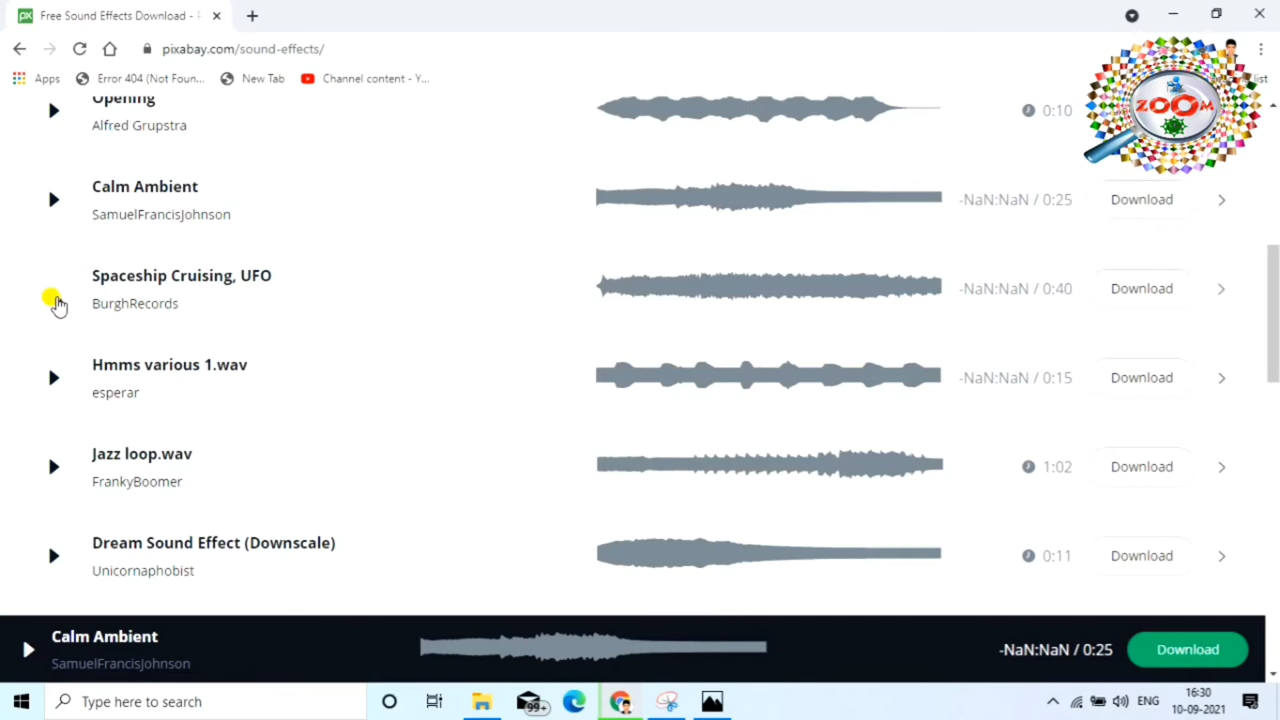 Free Sound Effects Download -
pixabay.com/sound-effects/
Apps
Error 404 (Not Foun...
New Tab
Channel content - Y...
list
ZOOM
Opening
Alfred Grupstra
0:10
Calm Ambient
SamuelFrancisJohnson
-NaN:NaN / 0:25
Download
Spaceship Cruising, UFO
BurghRecords
-NaN:NaN / 0:40
Download
Hmms various 1.wav
esperar
-NaN:NaN / 0:15
Download
Jazz loop.wav
FrankyBoomer
1:02
Download
Dream Sound Effect (Downscale)
Unicornaphobist
0:11
Download
Calm Ambient
SamuelFrancisJohnson
-NaN:NaN / 0:25
Download
Type here to search
99+
ENG
16:30
10-09-2021